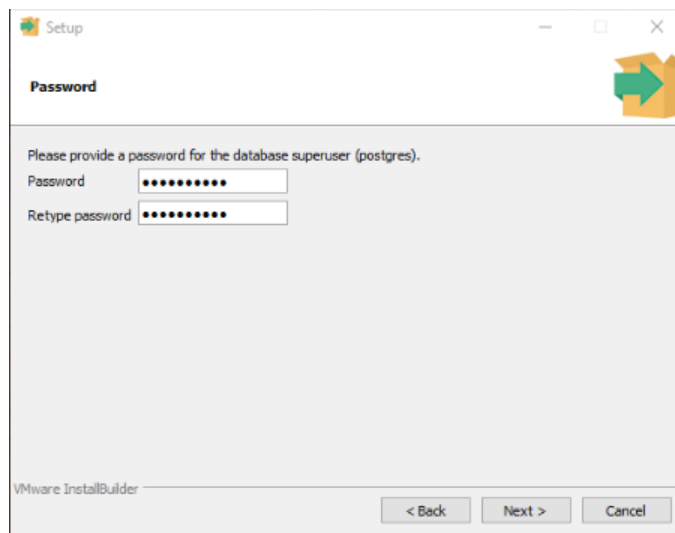 Setup
Password
Please provide a password for the database superuser (postgres).
Password ••••••••••
Retype password ••••••••••
VMware InstallBuilder
< Back Next > Cancel